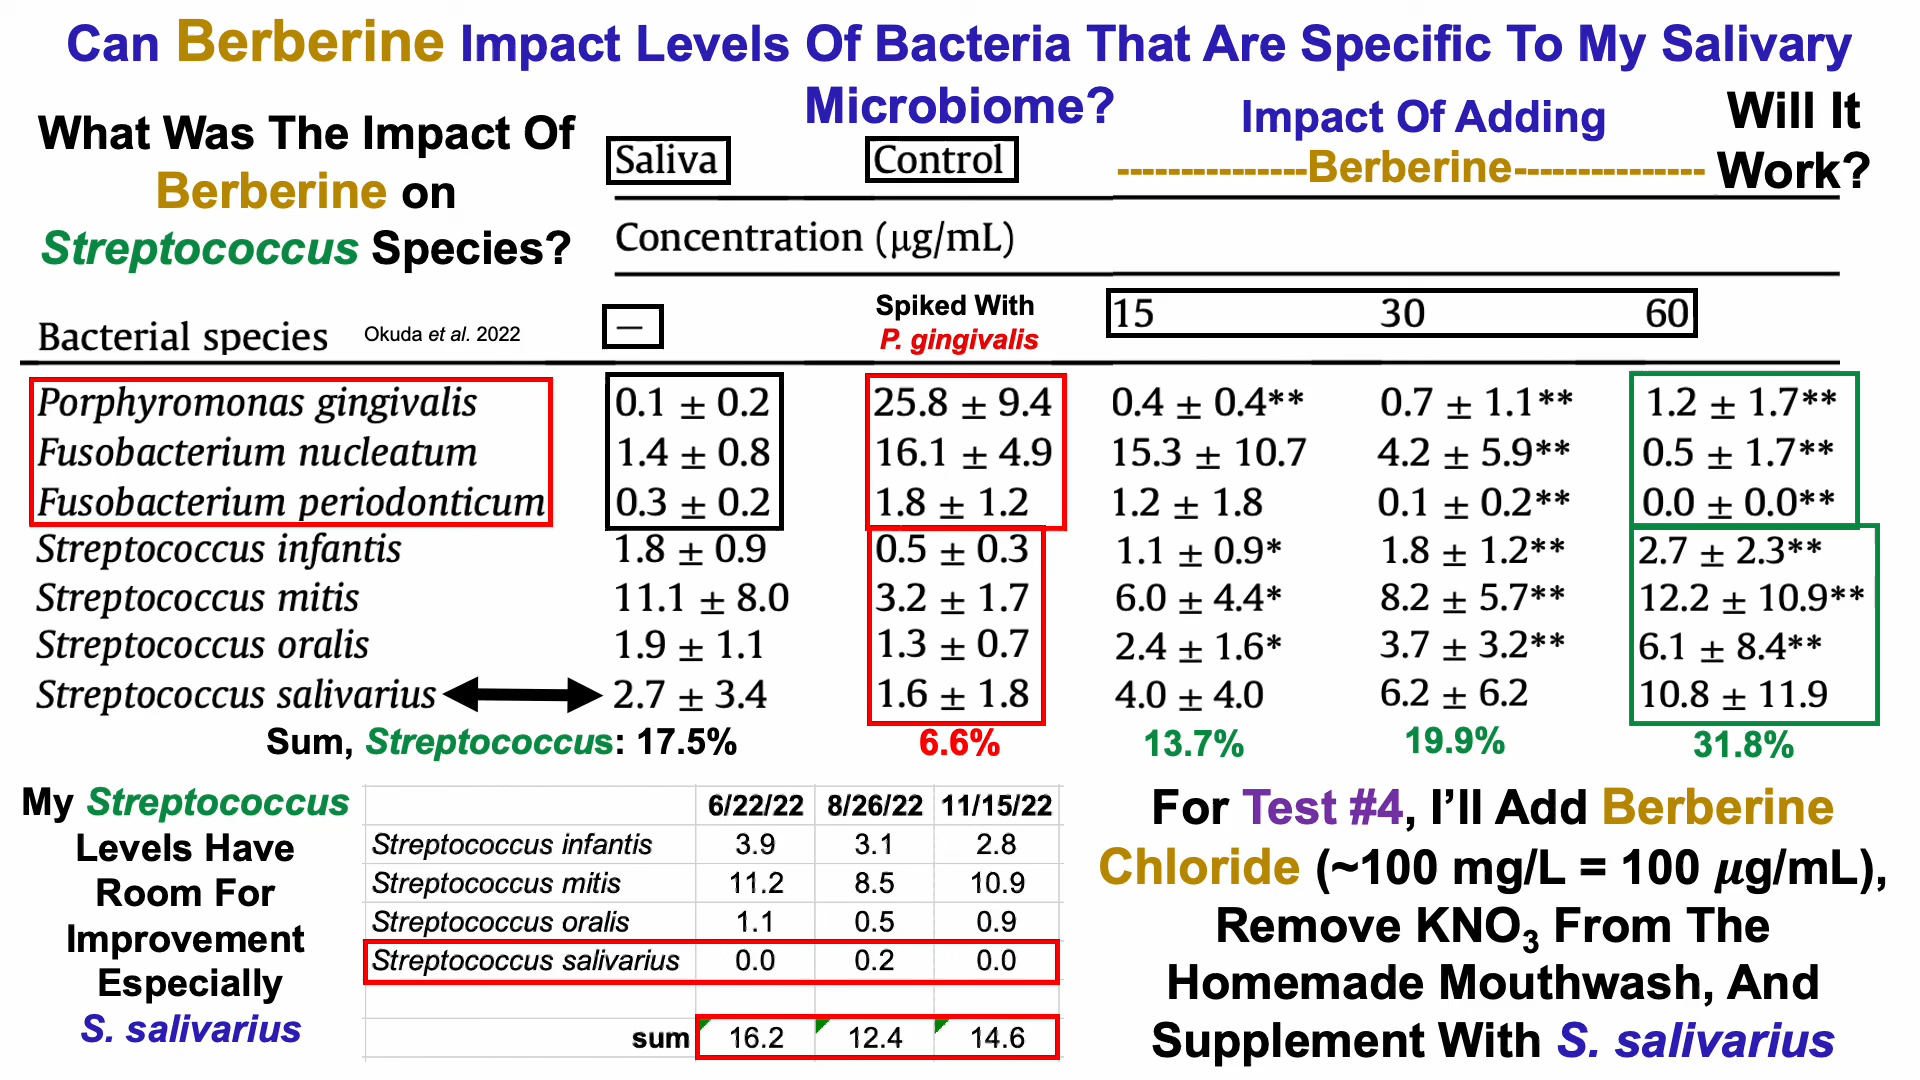 Can Berberine Impact Levels Of Bacteria That Are Specific To My Salivary
Microbiome?
What Was The Impact Of
Berberine on
Streptococcus Species?
Impact Of Adding
---------------Berberine---------------
Will It
Work?
Saliva Control
Concentration (µg/mL)
Bacterial species Okuda et al. 2022 — Spiked With P. gingivalis 15 30 60
Porphyromonas gingivalis 0.1 ± 0.2 25.8 ± 9.4 0.4 ± 0.4** 0.7 ± 1.1** 1.2 ± 1.7**
Fusobacterium nucleatum 1.4 ± 0.8 16.1 ± 4.9 15.3 ± 10.7 4.2 ± 5.9** 0.5 ± 1.7**
Fusobacterium periodonticum 0.3 ± 0.2 1.8 ± 1.2 1.2 ± 1.8 0.1 ± 0.2** 0.0 ± 0.0**
Streptococcus infantis 1.8 ± 0.9 0.5 ± 0.3 1.1 ± 0.9* 1.8 ± 1.2** 2.7 ± 2.3**
Streptococcus mitis 11.1 ± 8.0 3.2 ± 1.7 6.0 ± 4.4* 8.2 ± 5.7** 12.2 ± 10.9**
Streptococcus oralis 1.9 ± 1.1 1.3 ± 0.7 2.4 ± 1.6* 3.7 ± 3.2** 6.1 ± 8.4**
Streptococcus salivarius 2.7 ± 3.4 1.6 ± 1.8 4.0 ± 4.0 6.2 ± 6.2 10.8 ± 11.9
Sum, Streptococcus: 17.5% 6.6% 13.7% 19.9% 31.8%
My Streptococcus
Levels Have
Room For
Improvement
Especially
S. salivarius
6/22/22 8/26/22 11/15/22
Streptococcus infantis 3.9 3.1 2.8
Streptococcus mitis 11.2 8.5 10.9
Streptococcus oralis 1.1 0.5 0.9
Streptococcus salivarius 0.0 0.2 0.0
sum 16.2 12.4 14.6
For Test #4, I’ll Add Berberine
Chloride (~100 mg/L = 100 µg/mL),
Remove KNO₃ From The
Homemade Mouthwash, And
Supplement With S. salivarius